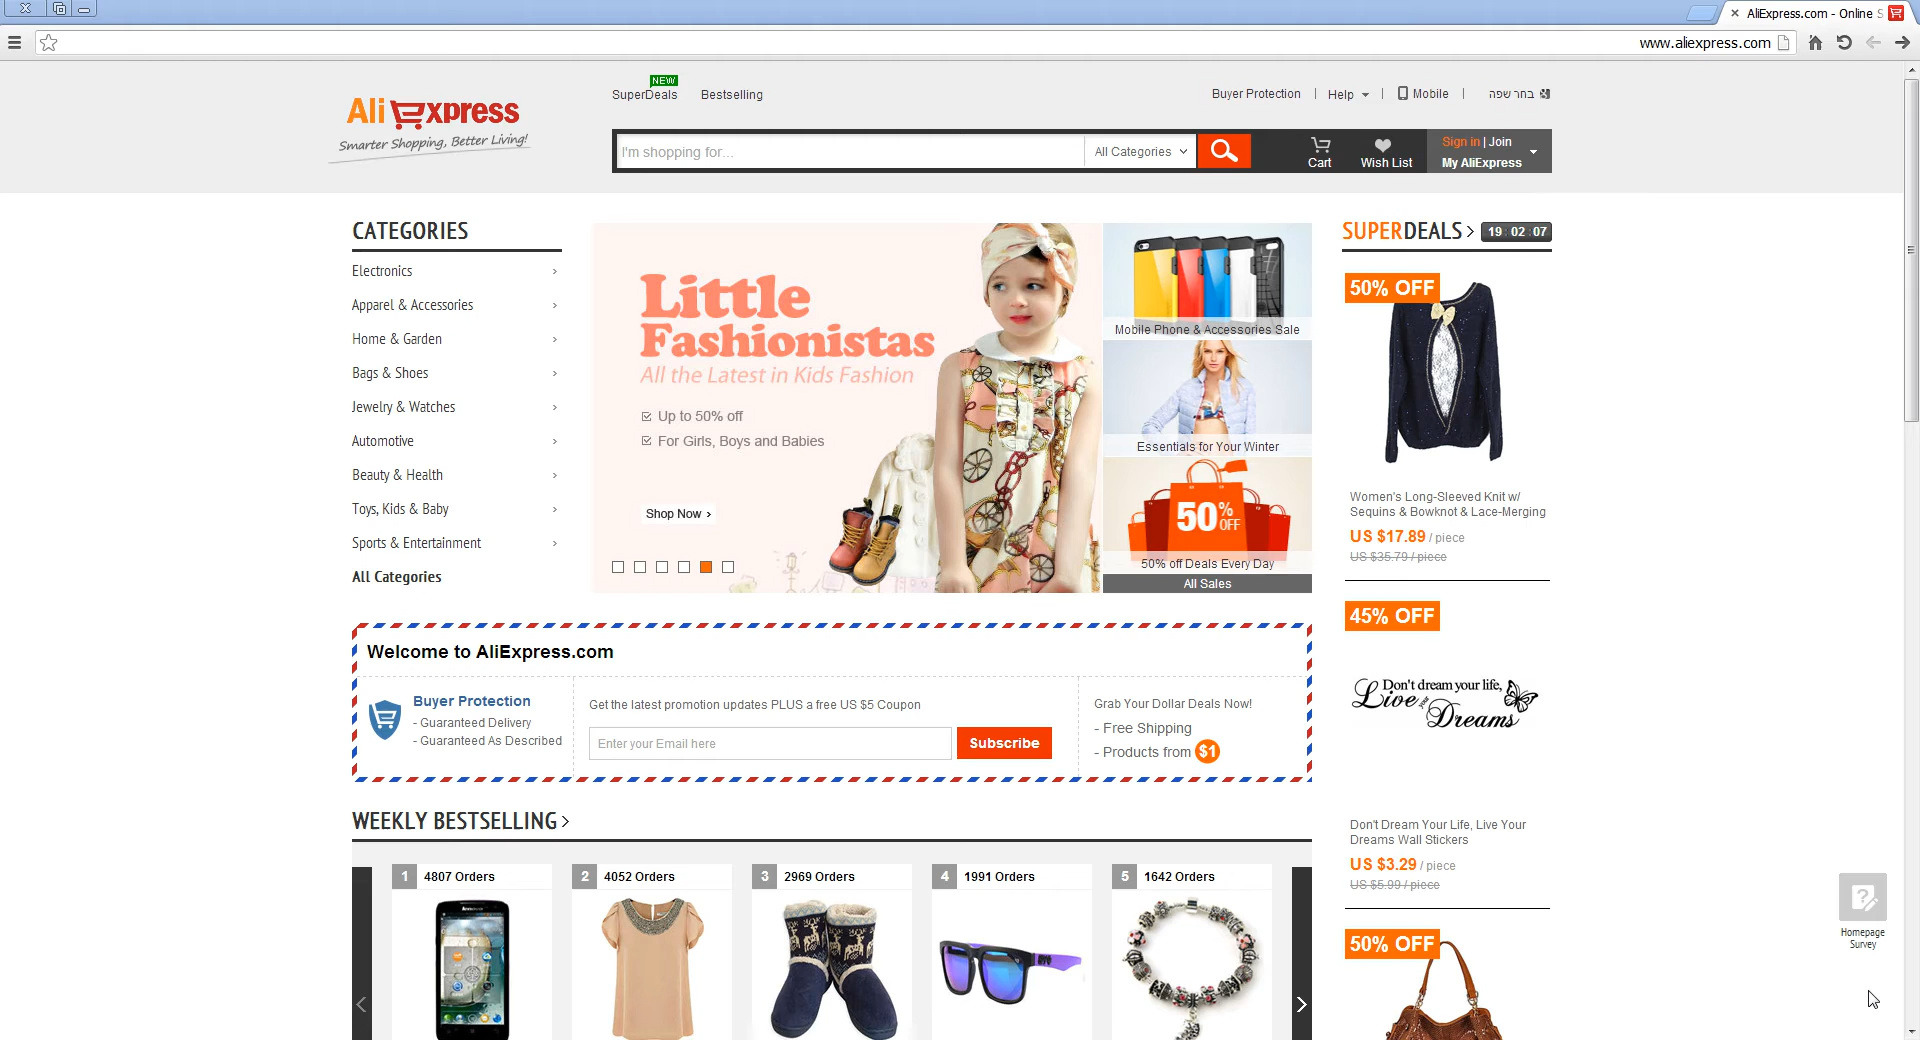 AliExpress.com - Online S
www.aliexpress.com
NEW
SuperDeals
Bestselling
Buyer Protection
Help
Mobile
בחר שפה
AliExpress
Smarter Shopping, Better Living!
I'm shopping for...
All Categories
Cart
Wish List
Sign in | Join
My AliExpress
CATEGORIES
Electronics
Apparel & Accessories
Home & Garden
Bags & Shoes
Jewelry & Watches
Automotive
Beauty & Health
Toys, Kids & Baby
Sports & Entertainment
All Categories
Little
Fashionistas
All the Latest in Kids Fashion
Up to 50% off
For Girls, Boys and Babies
Shop Now ›
Mobile Phone & Accessories Sale
Essentials for Your Winter
50% OFF
50% off Deals Every Day
All Sales
SUPERDEALS ›
19:02:07
50% OFF
Women's Long-Sleeved Knit w/
Sequins & Bowknot & Lace-Merging
US $17.89 / piece
US $35.79 / piece
45% OFF
Don't dream your life,
Live your
Dreams
Don't Dream Your Life, Live Your
Dreams Wall Stickers
US $3.29 / piece
US $5.99 / piece
50% OFF
Welcome to AliExpress.com
Buyer Protection
- Guaranteed Delivery
- Guaranteed As Described
Get the latest promotion updates PLUS a free US $5 Coupon
Enter your Email here
Subscribe
Grab Your Dollar Deals Now!
- Free Shipping
- Products from $1
WEEKLY BESTSELLING ›
1 4807 Orders
2 4052 Orders
3 2969 Orders
4 1991 Orders
5 1642 Orders
Homepage
Survey